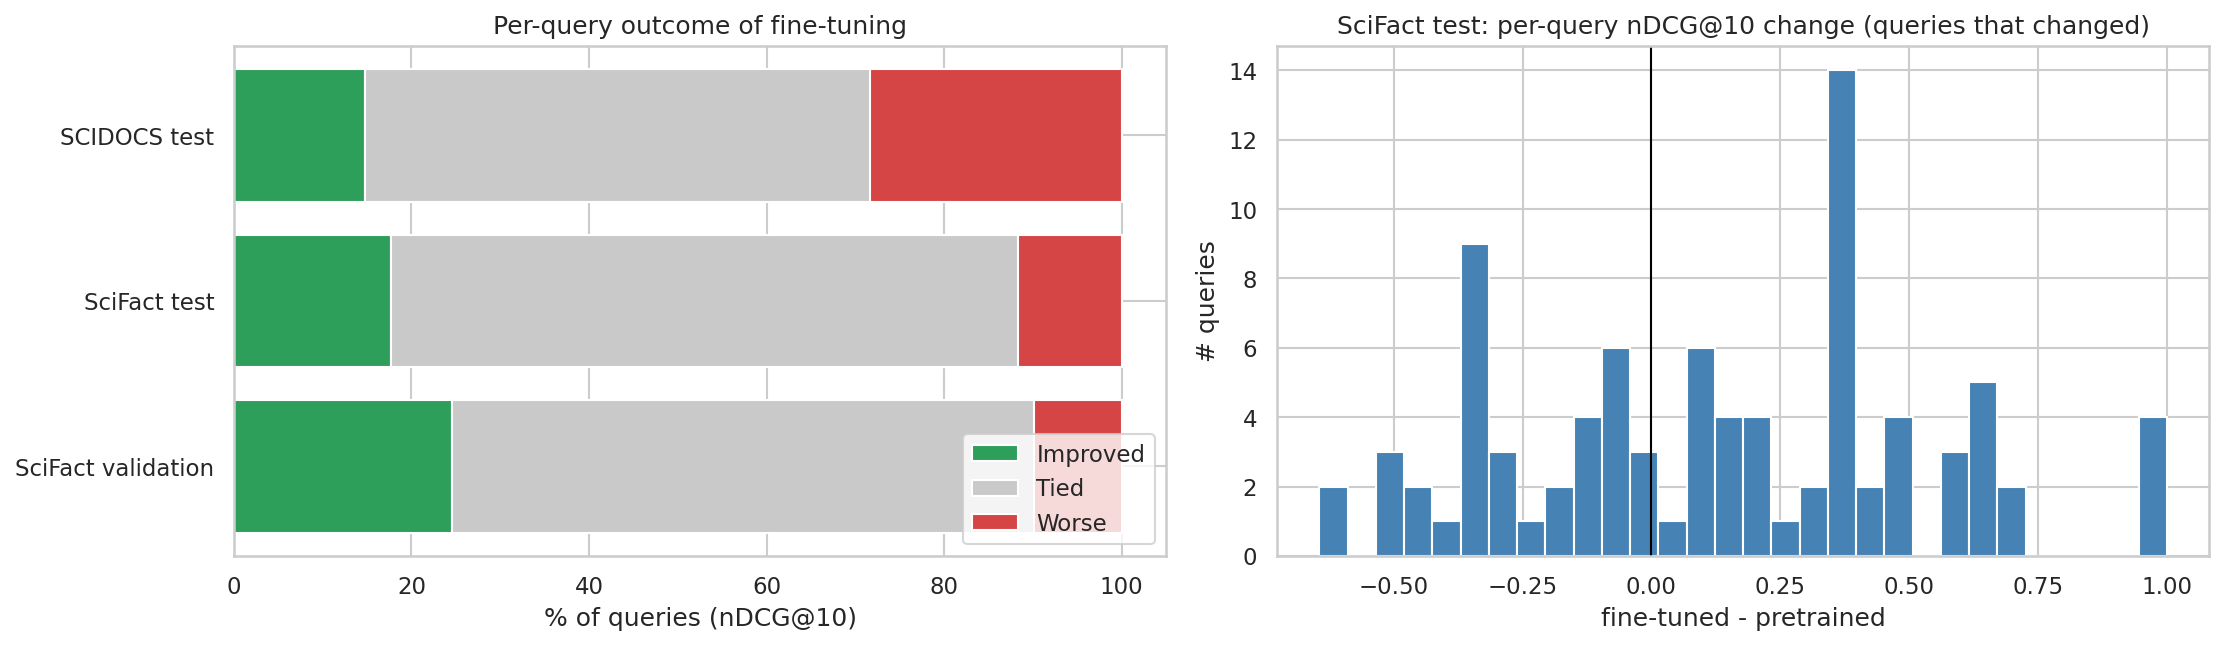 Per-query outcome of fine-tuning
SCIDOCS test
SciFact test
SciFact validation
Improved
Tied
Worse
0 20 40 60 80 100
% of queries (nDCG@10)
SciFact test: per-query nDCG@10 change (queries that changed)
# queries
14
12
10
8
6
4
2
0
−0.50 −0.25 0.00 0.25 0.50 0.75 1.00
fine-tuned - pretrained